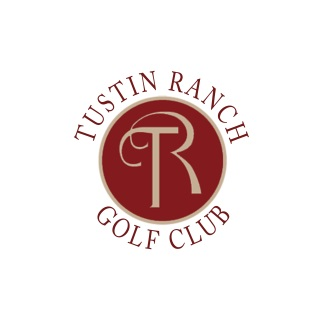 TUSTIN RANCH
TR
GOLF CLUB